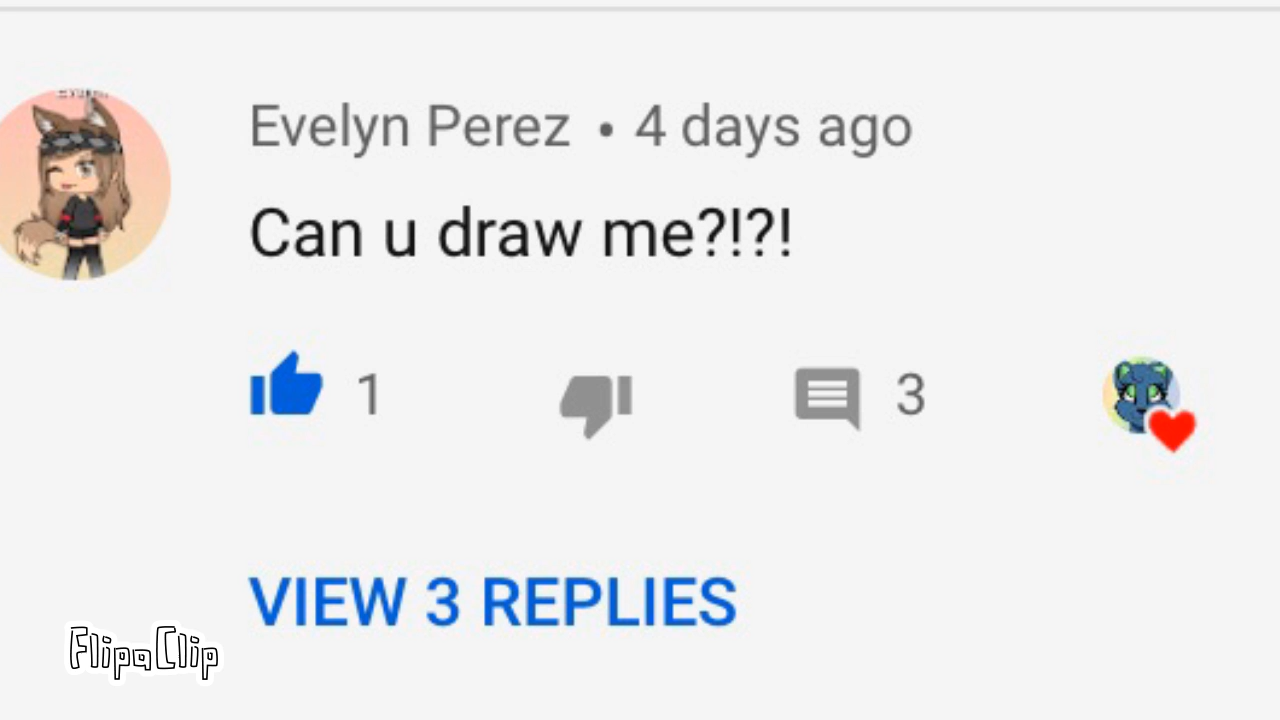 Evelyn Perez • 4 days ago
Can u draw me?!?!
1
3
VIEW 3 REPLIES
FlipaClip